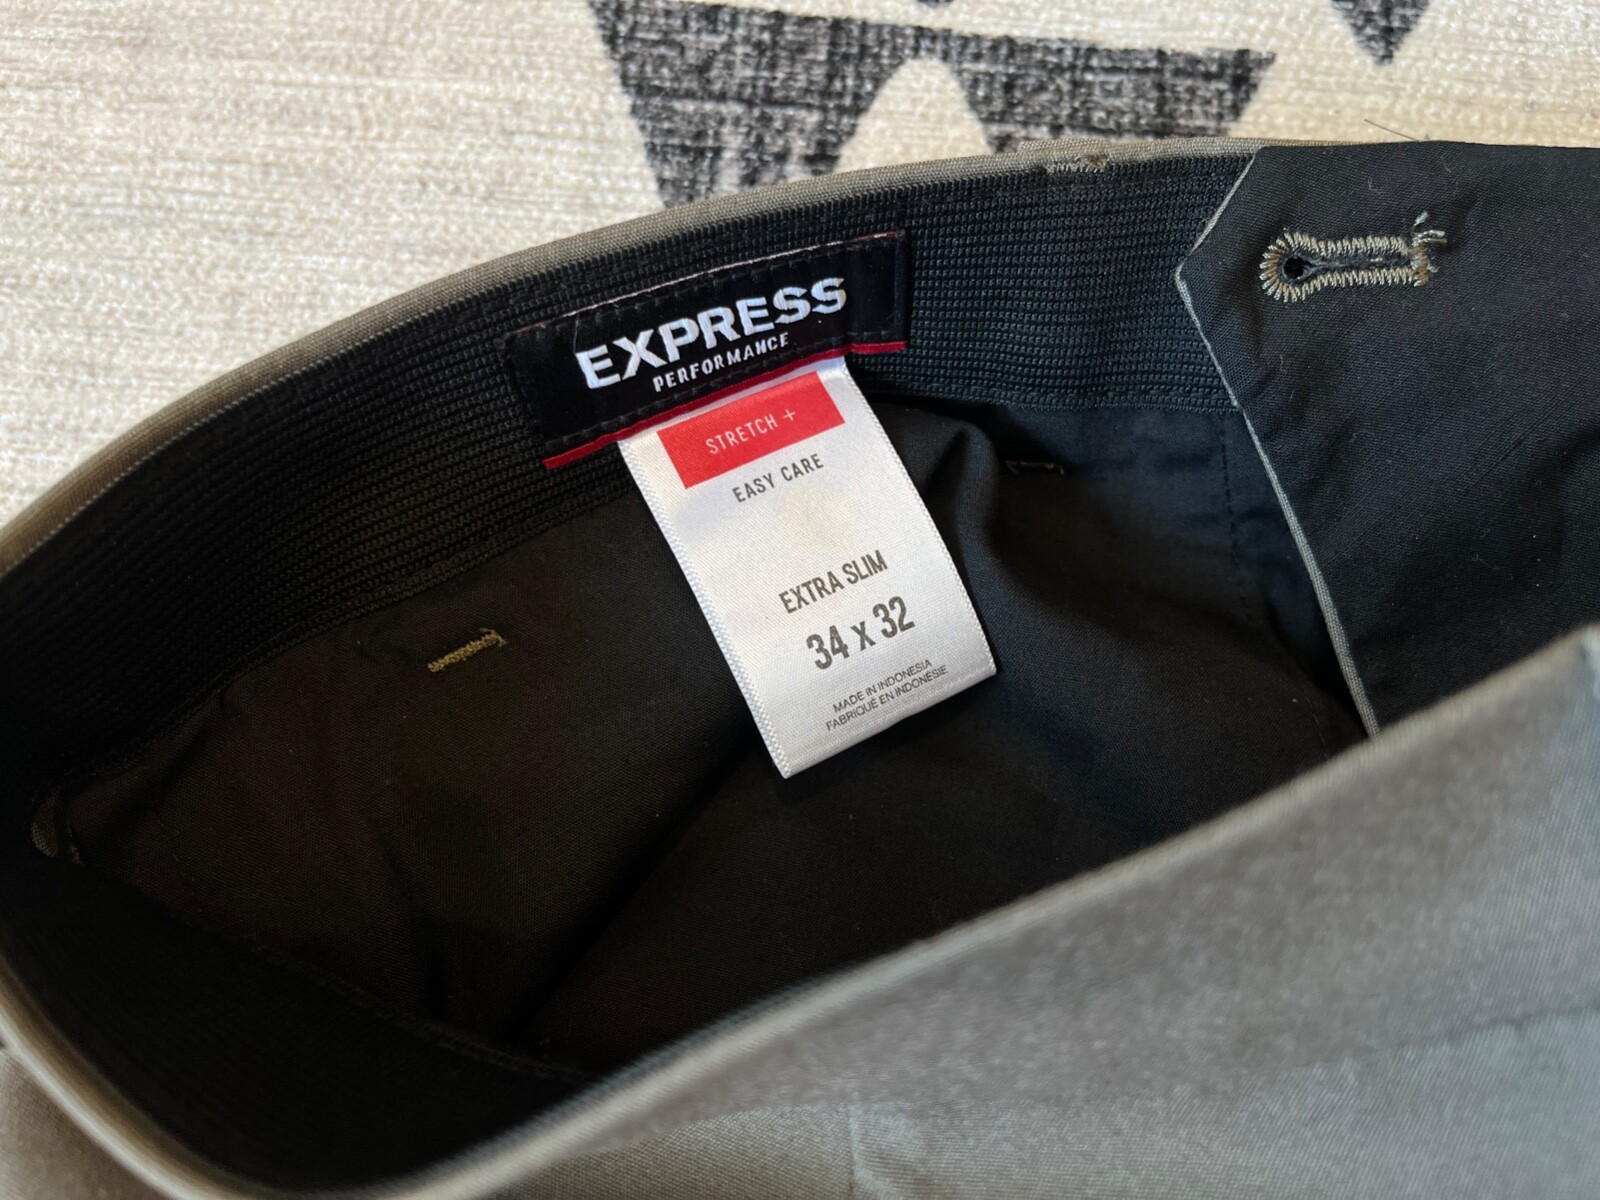 EXPRESS
PERFORMANCE
STRETCH +
EASY CARE
EXTRA SLIM
34 x 32
MADE IN INDONESIA
FABRIQUÉ EN INDONÉSIE